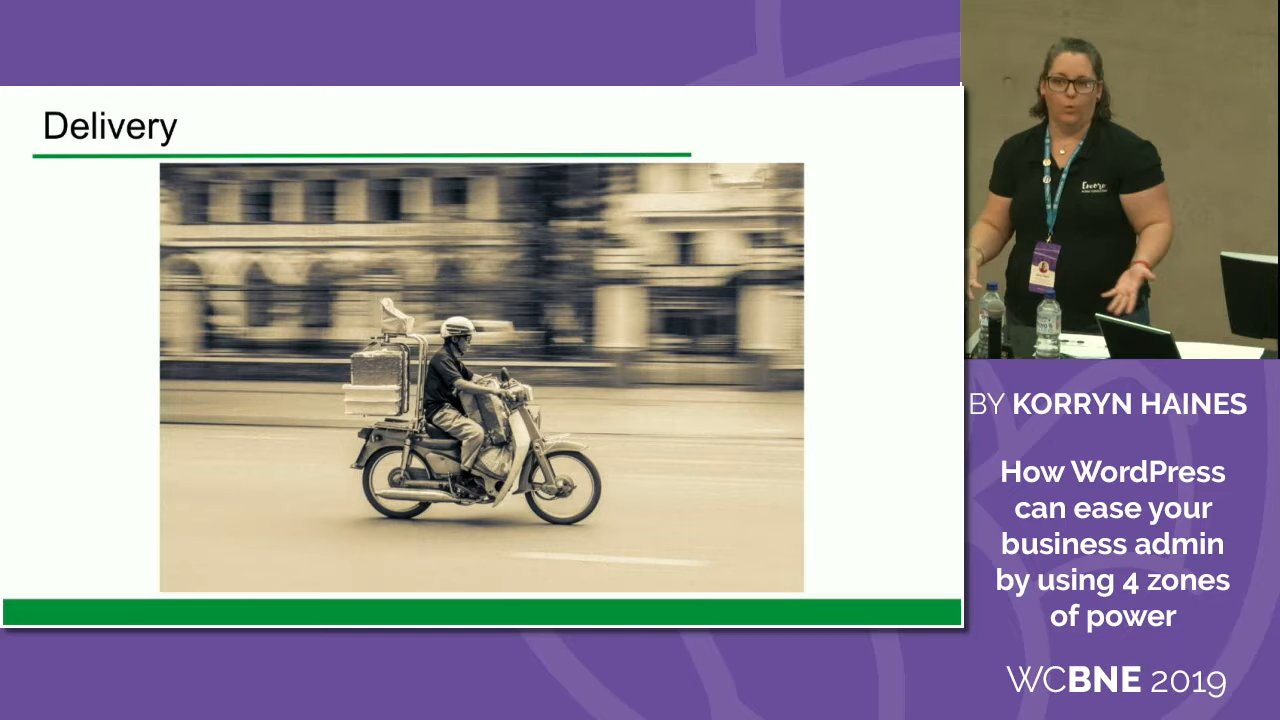 Delivery
Encore
BY KORRYN HAINES
How WordPress
can ease your
business admin
by using 4 zones
of power
WCBNE 2019